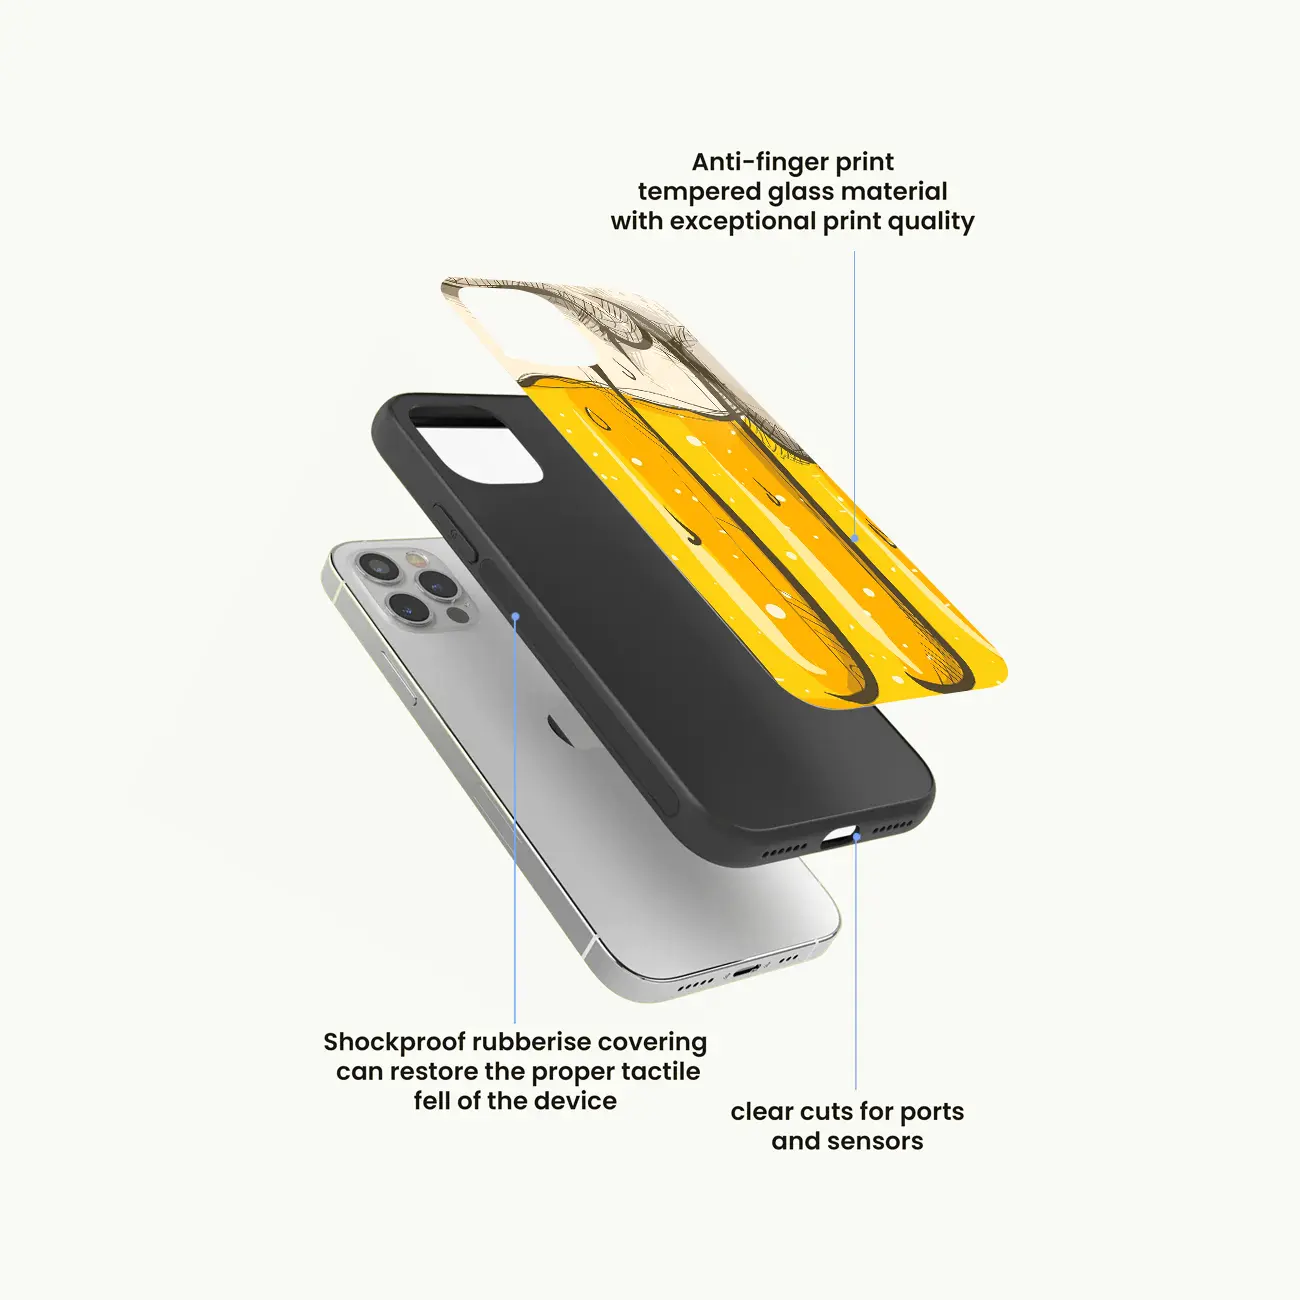 Anti-finger print
tempered glass material
with exceptional print quality
Shockproof rubberise covering
can restore the proper tactile
fell of the device
clear cuts for ports
and sensors